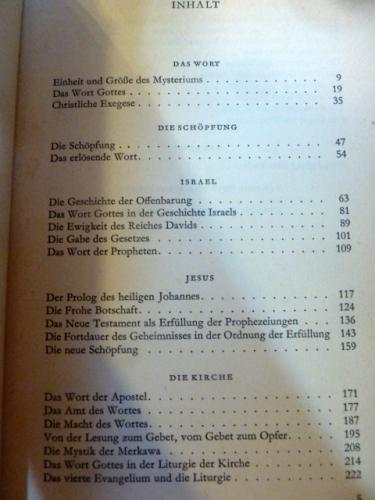 INHALT
DAS WORT
Einheit und Größe des Mysteriums . . . . . . . . . . . 9
Das Wort Gottes . . . . . . . . . . . . . . . . 19
Christliche Exegese . . . . . . . . . . . . . . . 35
DIE SCHÖPFUNG
Die Schöpfung . . . . . . . . . . . . . . . . 47
Das erlösende Wort. . . . . . . . . . . . . . . 54
ISRAEL
Die Geschichte der Offenbarung . . . . . . . . . . 63
Das Wort Gottes in der Geschichte Israels . . . . . . . . 81
Die Ewigkeit des Reiches Davids . . . . . . . . . . 89
Die Gabe des Gesetzes . . . . . . . . . . . . . 101
Das Wort der Propheten. . . . . . . . . . . . . 109
JESUS
Der Prolog des heiligen Johannes. . . . . . . . . . 117
Die Frohe Botschaft . . . . . . . . . . . . . . 124
Das Neue Testament als Erfüllung der Prophezeiungen . . . . 136
Die Fortdauer des Geheimnisses in der Ordnung der Erfüllung 143
Die neue Schöpfung . . . . . . . . . . . . . . 159
DIE KIRCHE
Das Wort der Apostel. . . . . . . . . . . . . . 171
Das Amt des Wortes . . . . . . . . . . . . . . 177
Die Macht des Wortes. . . . . . . . . . . . . . 187
Von der Lesung zum Gebet, vom Gebet zum Opfer. . . . . 195
Die Mystik der Merkawa . . . . . . . . . . . . 208
Das Wort Gottes in der Liturgie der Kirche . . . . . . . 214
Das vierte Evangelium und die Liturgie . . . . . . . . 222